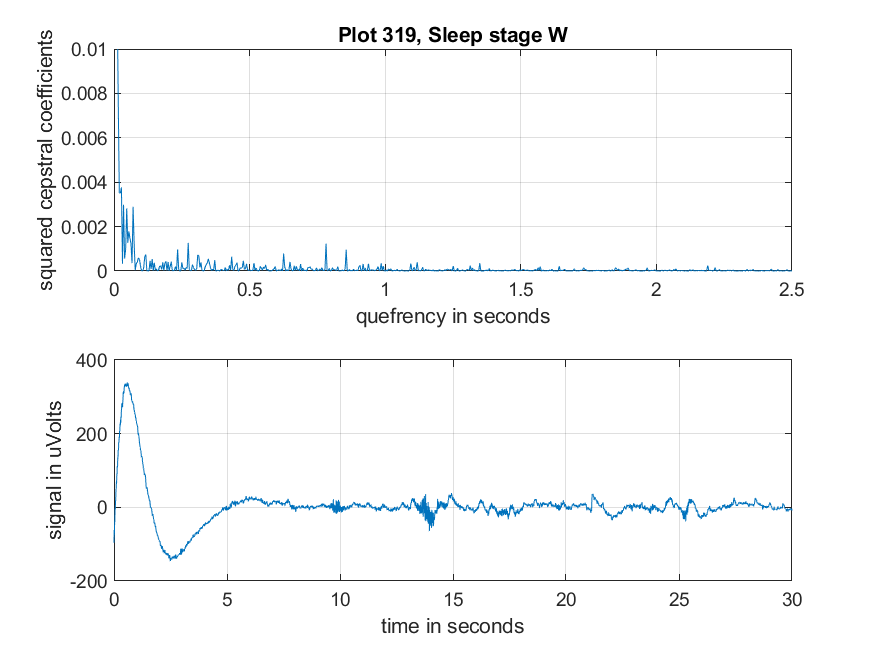 Plot 319, Sleep stage W
squared cepstral coefficients
0.01
0.008
0.006
0.004
0.002
0
0 0.5 1 1.5 2 2.5
quefrency in seconds
signal in uVolts
400
200
0
-200
0 5 10 15 20 25 30
time in seconds